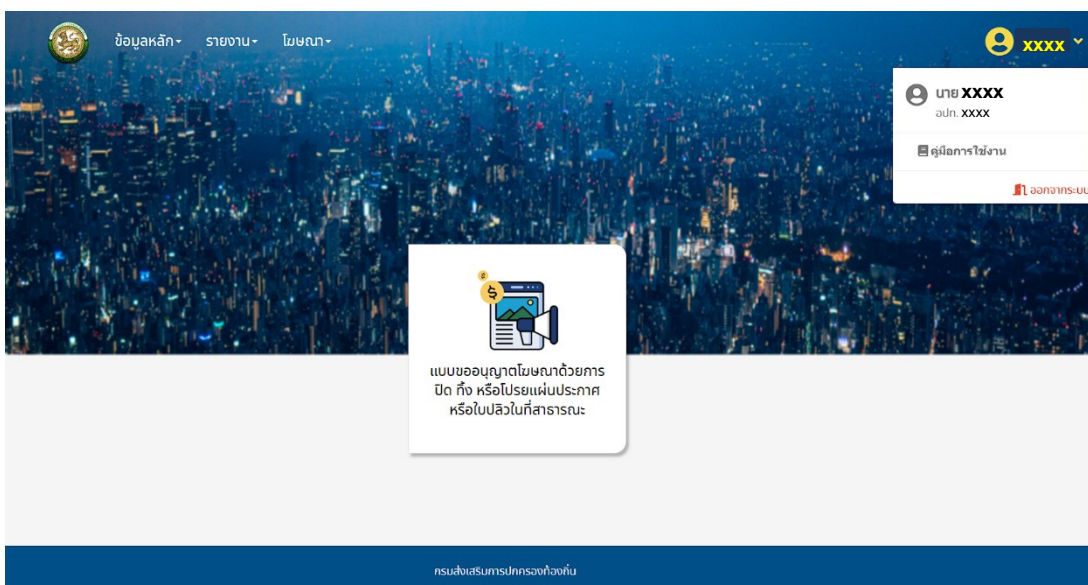 ข้อมูลหลัก รายงาน โฆษณา xxxx
นาย XXXX
อปท. XXXX
คู่มือการใช้งาน
ออกจากระบบ
$
$
แบบขออนุญาตโฆษณาด้วยการ
ปิด ทิ้ง หรือโปรยแผ่นประกาศ
หรือใบปลิวในที่สาธารณะ
กรมส่งเสริมการปกครองท้องถิ่น